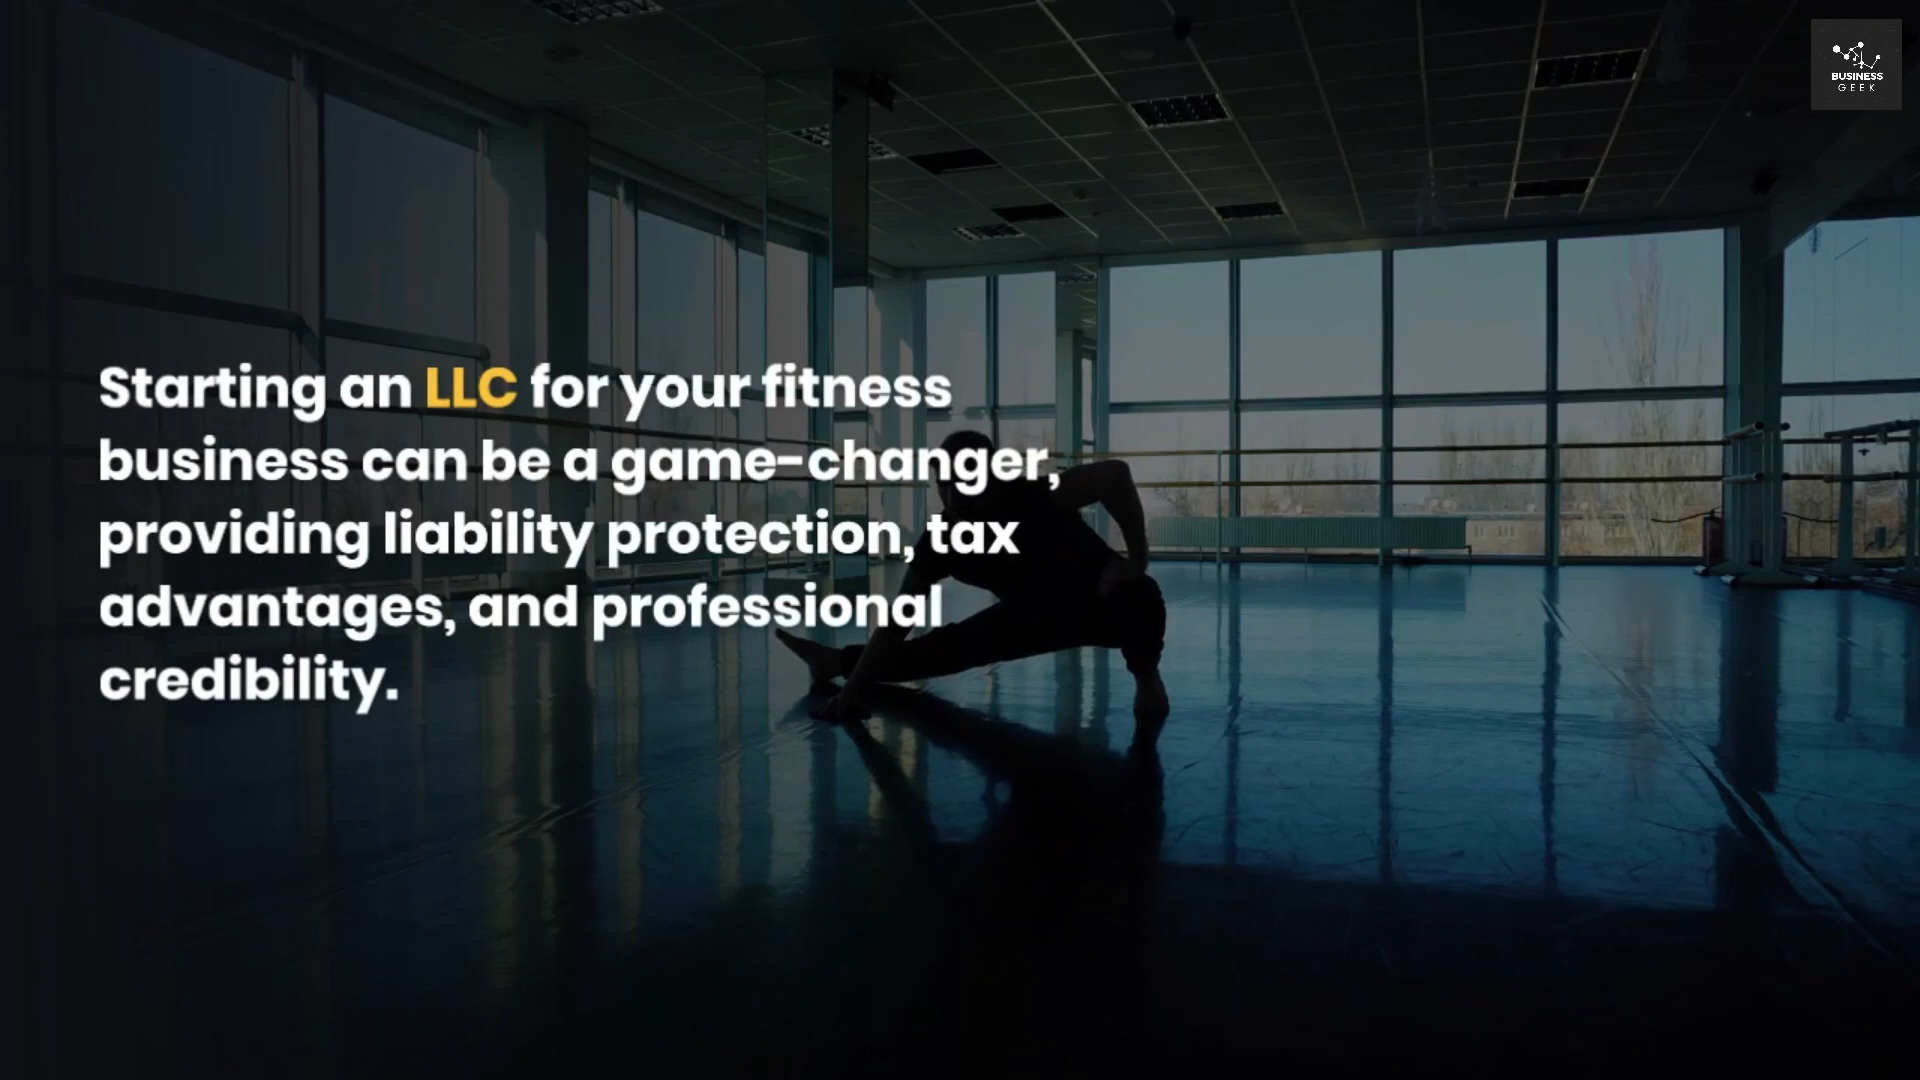 BUSINESS
GEEK
Starting an LLC for your fitness
business can be a game-changer,
providing liability protection, tax
advantages, and professional
credibility.